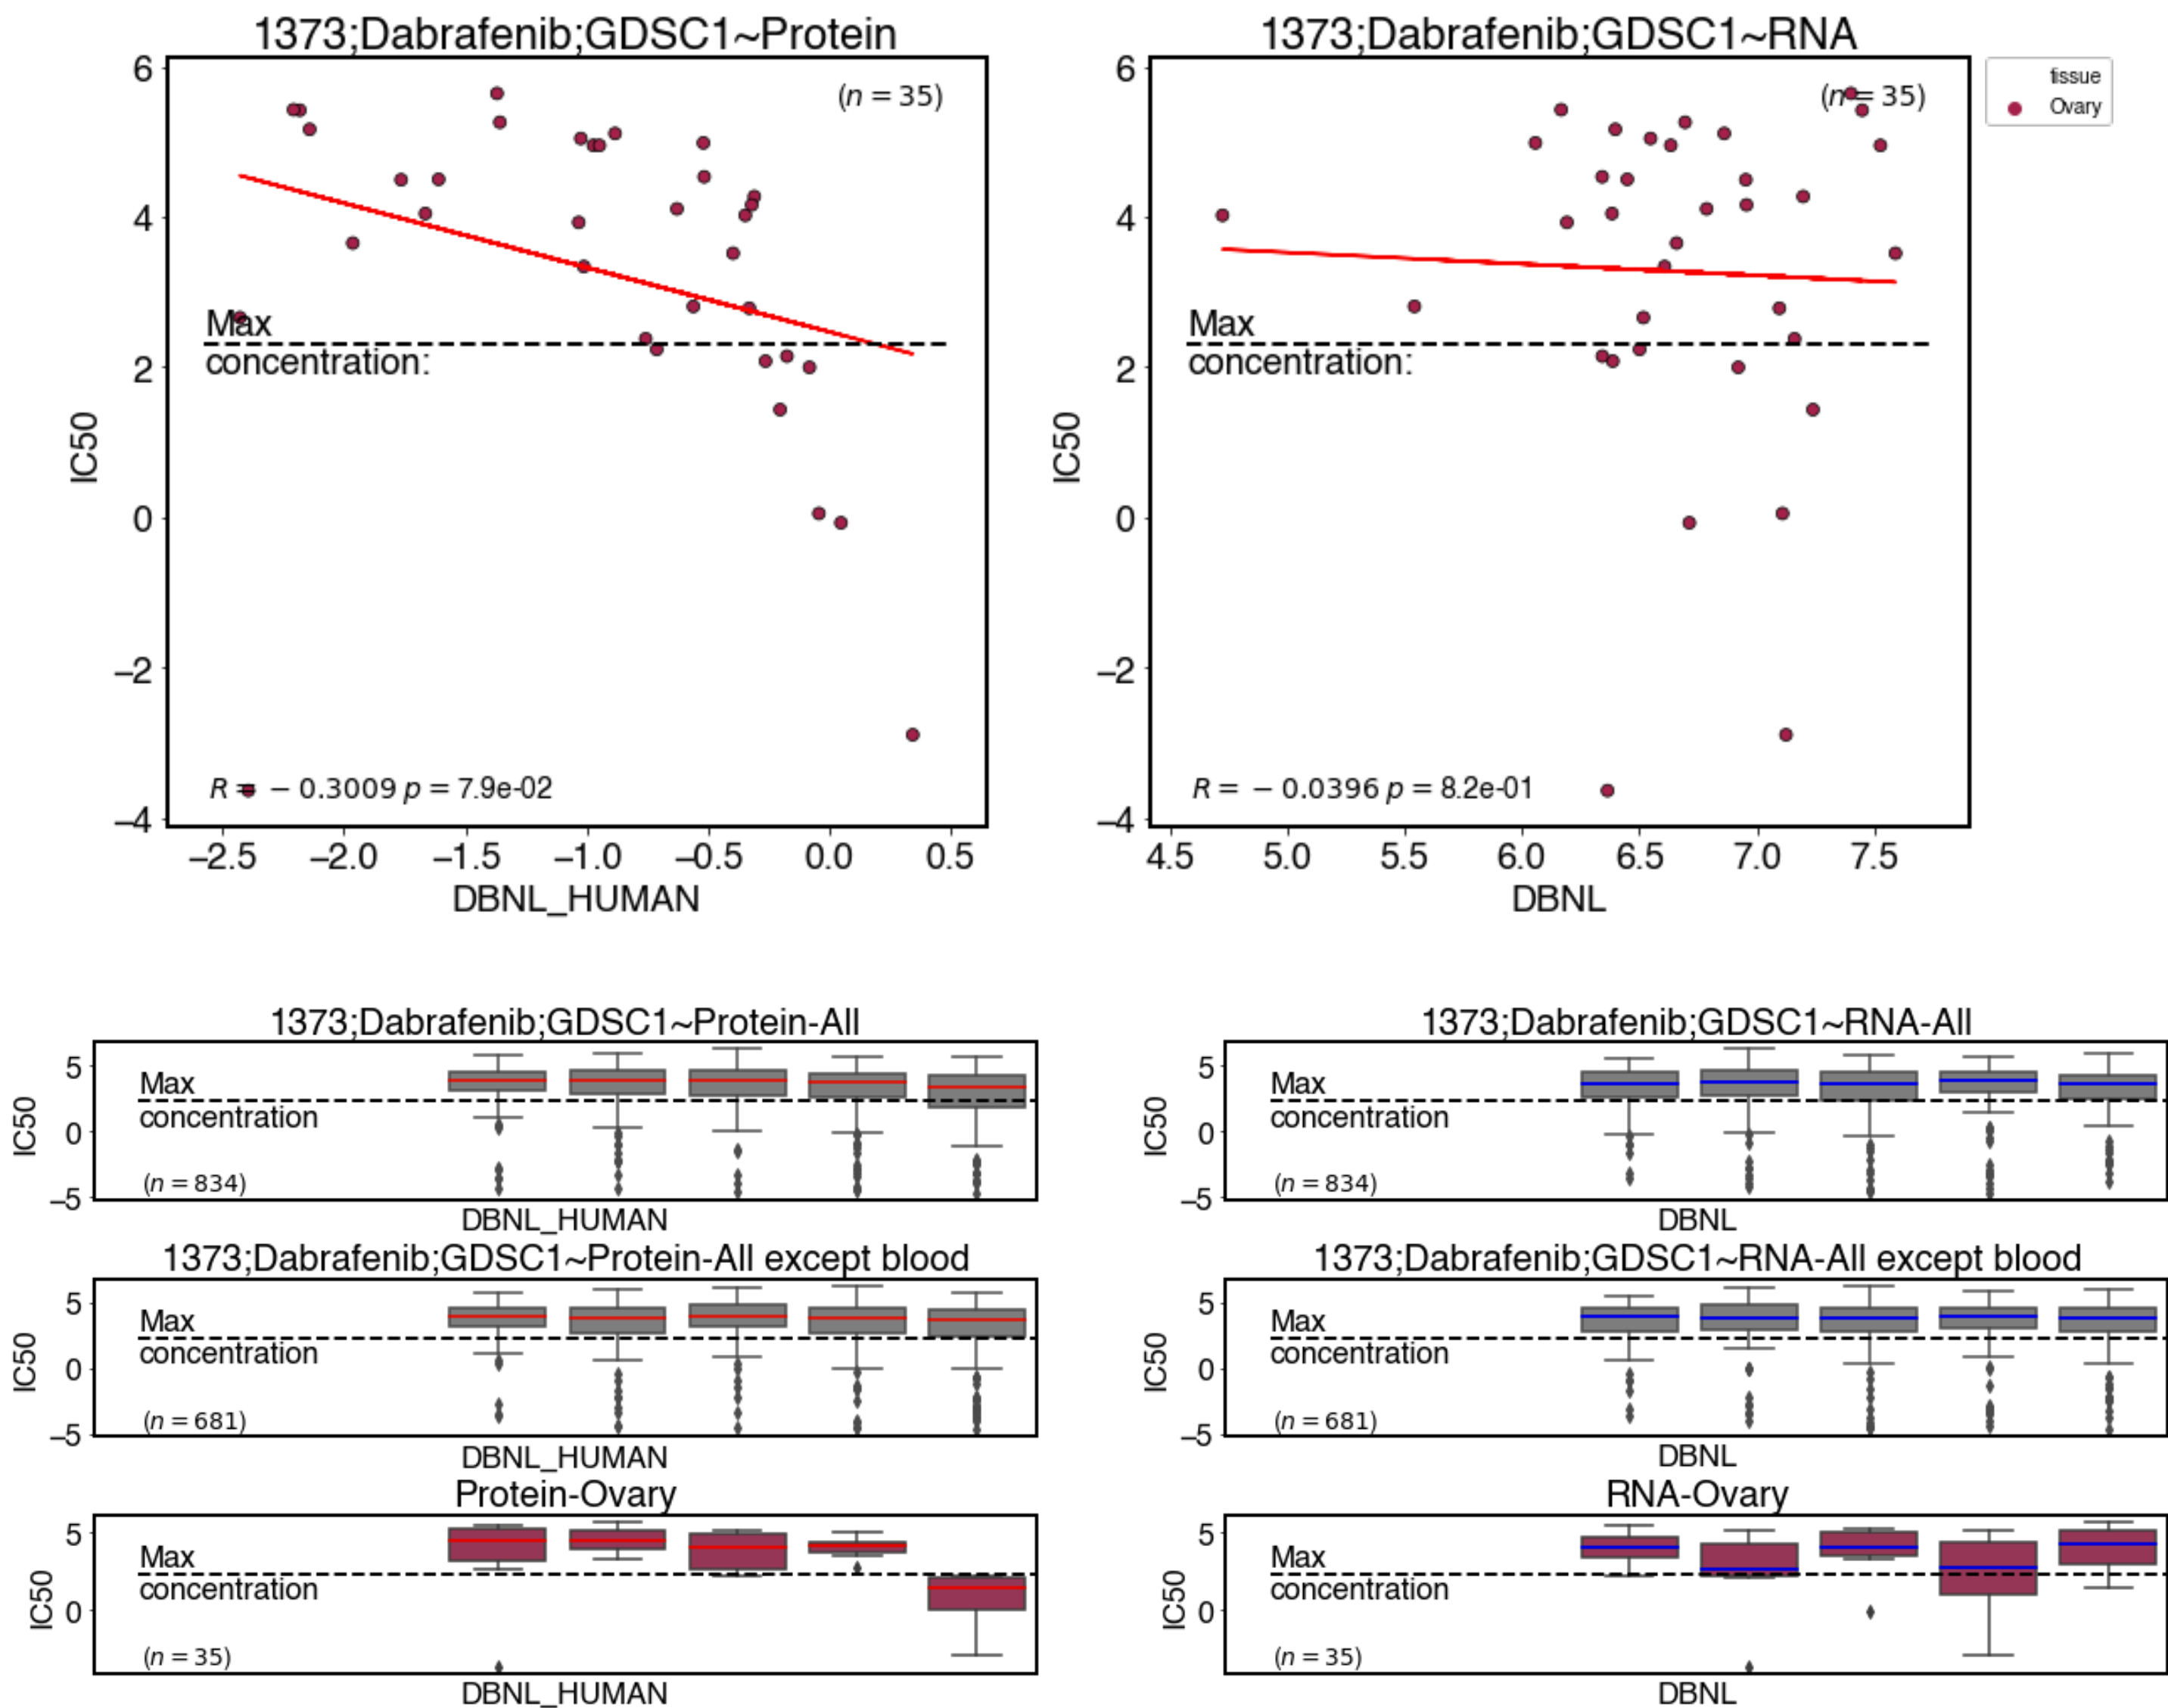 1373;Dabrafenib;GDSC1~Protein
6
4
2
0
−2
−4
IC50
(n = 35)
Max
concentration:
R = − 0.3009 p = 7.9e-02
−2.5 −2.0 −1.5 −1.0 −0.5 0.0 0.5
DBNL_HUMAN
1373;Dabrafenib;GDSC1~RNA
6
4
2
0
−2
−4
IC50
(n = 35)
Max
concentration:
R = − 0.0396 p = 8.2e-01
4.5 5.0 5.5 6.0 6.5 7.0 7.5
DBNL
tissue
Ovary
1373;Dabrafenib;GDSC1~Protein-All
5
0
−5
IC50
Max
concentration
(n = 834)
DBNL_HUMAN
1373;Dabrafenib;GDSC1~RNA-All
5
0
−5
IC50
Max
concentration
(n = 834)
DBNL
1373;Dabrafenib;GDSC1~Protein-All except blood
5
0
−5
IC50
Max
concentration
(n = 681)
DBNL_HUMAN
1373;Dabrafenib;GDSC1~RNA-All except blood
5
0
−5
IC50
Max
concentration
(n = 681)
DBNL
Protein-Ovary
5
0
IC50
Max
concentration
(n = 35)
DBNL_HUMAN
RNA-Ovary
5
0
IC50
Max
concentration
(n = 35)
DBNL